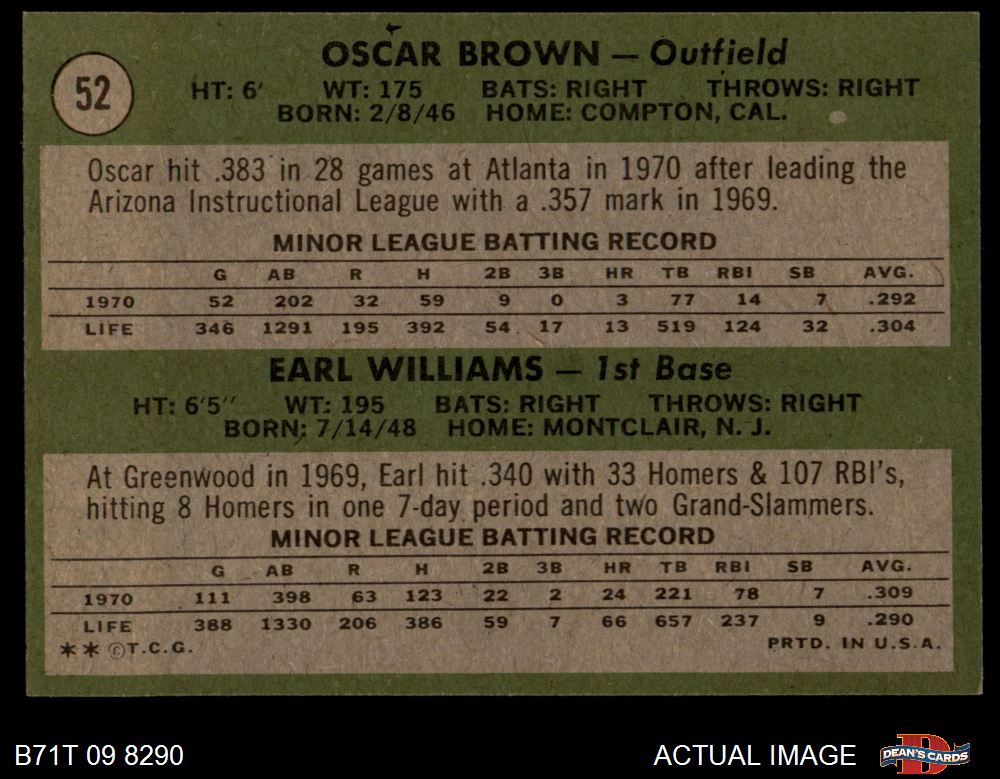 52
OSCAR BROWN — Outfield
HT: 6' WT: 175 BATS: RIGHT THROWS: RIGHT
BORN: 2/8/46 HOME: COMPTON, CAL.
Oscar hit .383 in 28 games at Atlanta in 1970 after leading the
Arizona Instructional League with a .357 mark in 1969.
MINOR LEAGUE BATTING RECORD
G AB R H 2B 3B HR TB RBI SB AVG.
1970 52 202 32 59 9 0 3 77 14 7 .292
LIFE 346 1291 195 392 54 17 13 519 124 32 .304
EARL WILLIAMS — 1st Base
HT: 6'5" WT: 195 BATS: RIGHT THROWS: RIGHT
BORN: 7/14/48 HOME: MONTCLAIR, N. J.
At Greenwood in 1969, Earl hit .340 with 33 Homers & 107 RBI's,
hitting 8 Homers in one 7-day period and two Grand-Slammers.
MINOR LEAGUE BATTING RECORD
G AB R H 2B 3B HR TB RBI SB AVG.
1970 111 398 63 123 22 2 24 221 78 7 .309
LIFE 388 1330 206 386 59 7 66 657 237 9 .290
** ©T.C.G. PRTD. IN U.S.A.
B71T 09 8290 ACTUAL IMAGE DEAN'S CARDS